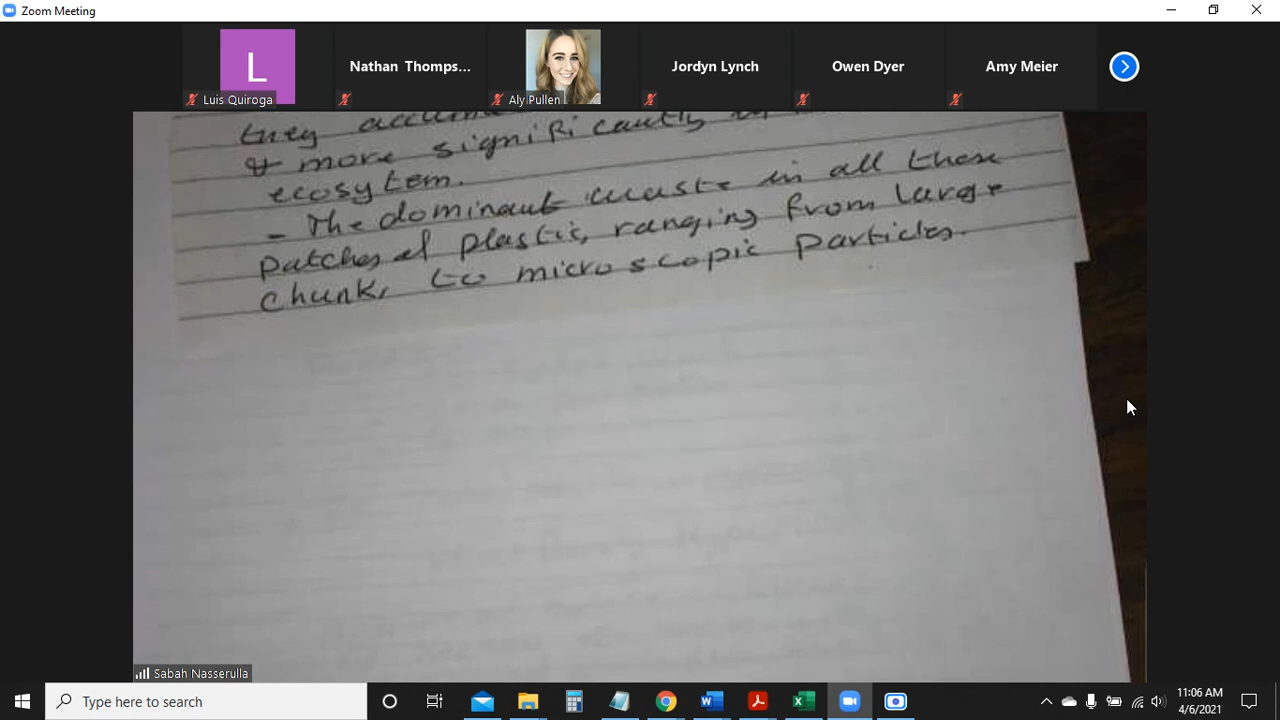 Zoom Meeting
L
Luis Quiroga
Nathan Thomps...
Aly Pullen
Jordyn Lynch
Owen Dyer
Amy Meier
they
& more significantly
ecosytem.
- The dominant waste in all these
patches of plastic, ranging from large
chunk, to microscopic particles.
Sabah Nasserulla
Type here to search
11:06 AM
4/6/2021